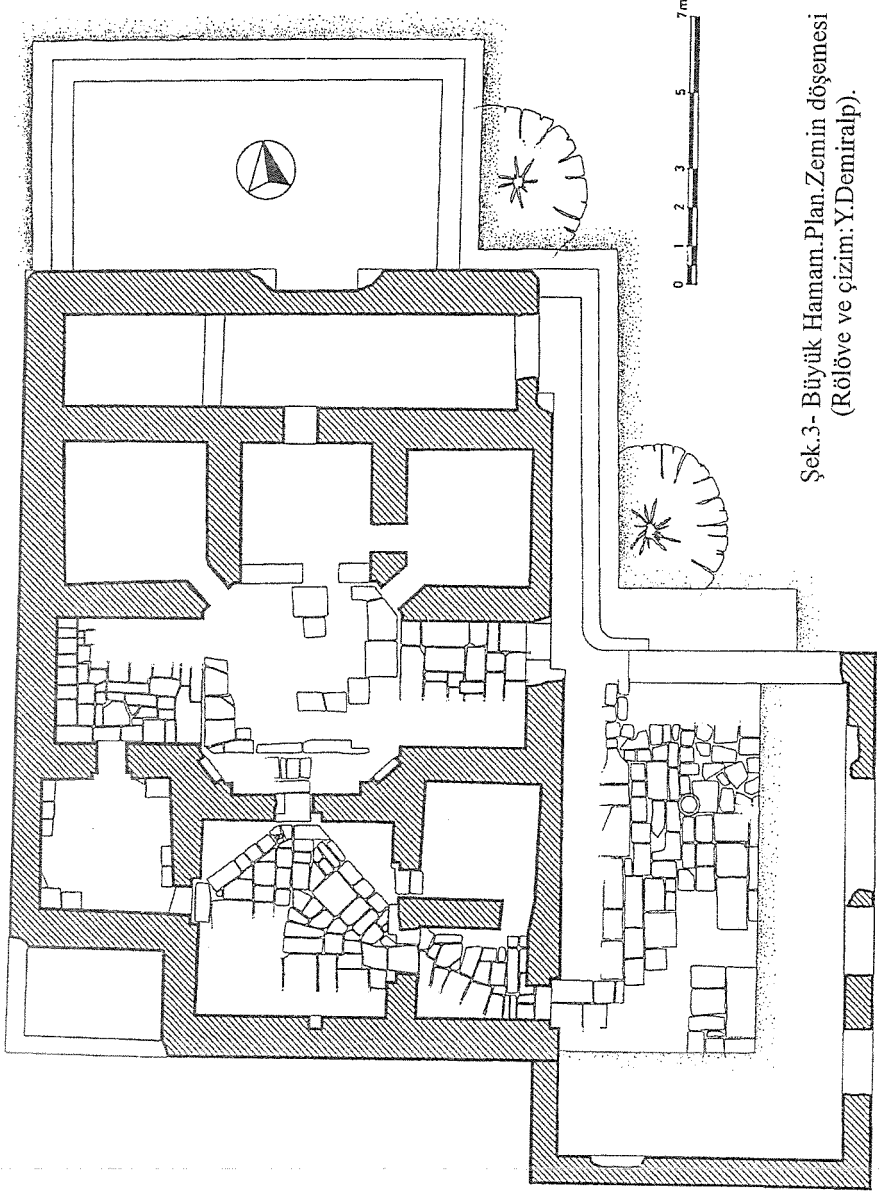 0 1 2 3 5 7m
Şek.3- Büyük Hamam.Plan.Zemin döşemesi
(Rölöve ve çizim:Y.Demiralp).